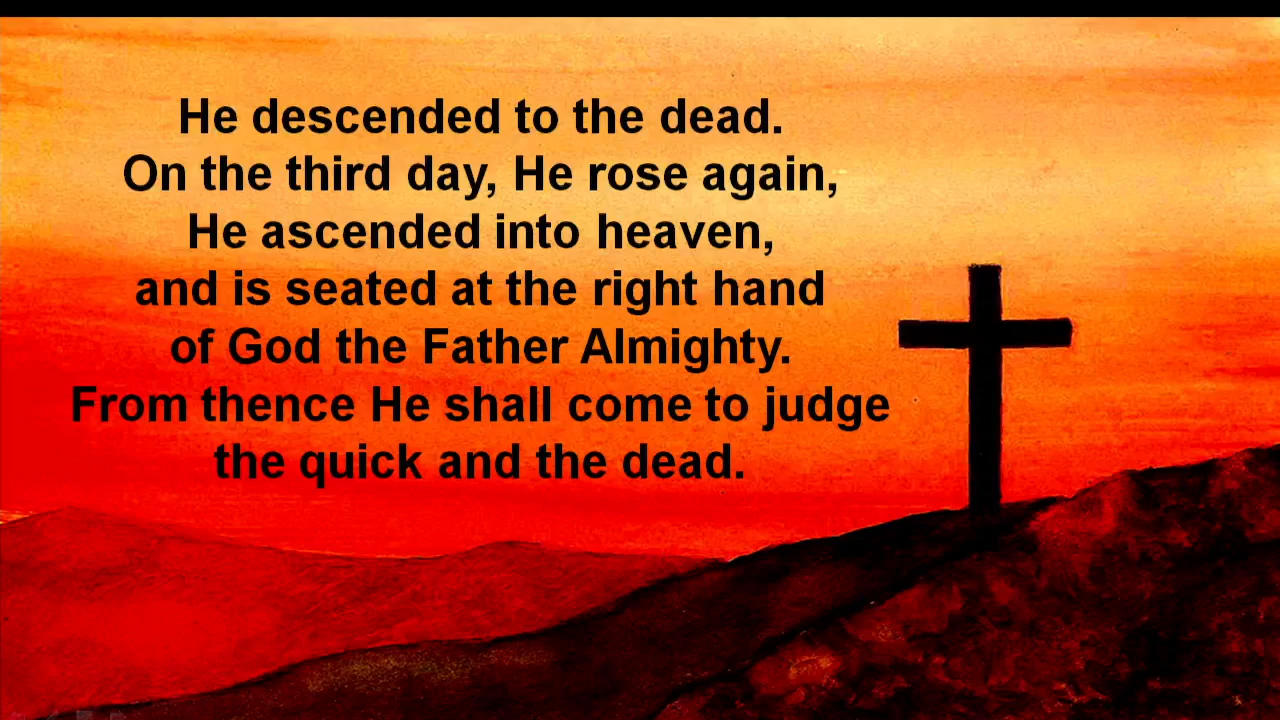 He descended to the dead.
On the third day, He rose again,
He ascended into heaven,
and is seated at the right hand
of God the Father Almighty.
From thence He shall come to judge
the quick and the dead.